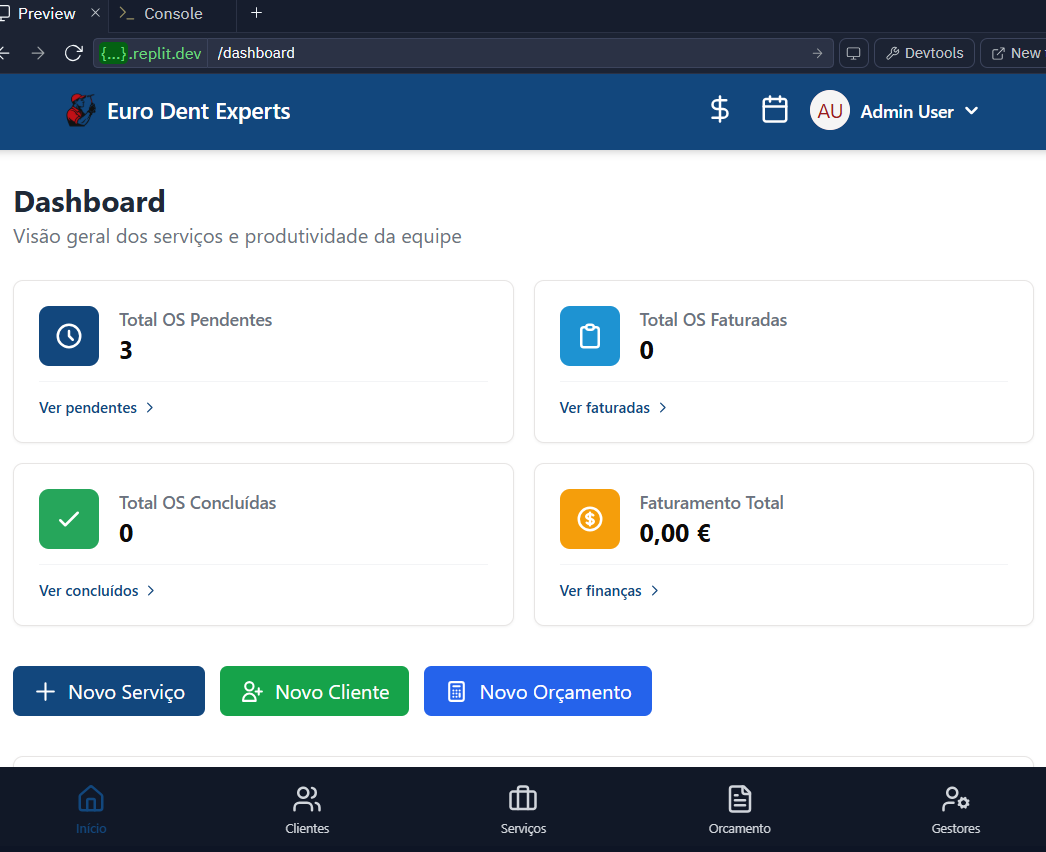 Preview
Console
{...}.replit.dev /dashboard
Devtools
New
Euro Dent Experts
$
AU Admin User
Dashboard
Visão geral dos serviços e produtividade da equipe
Total OS Pendentes
3
Ver pendentes
Total OS Faturadas
0
Ver faturadas
Total OS Concluídas
0
Ver concluídos
Faturamento Total
0,00 €
Ver finanças
Novo Serviço
Novo Cliente
Novo Orçamento
Início
Clientes
Serviços
Orcamento
Gestores